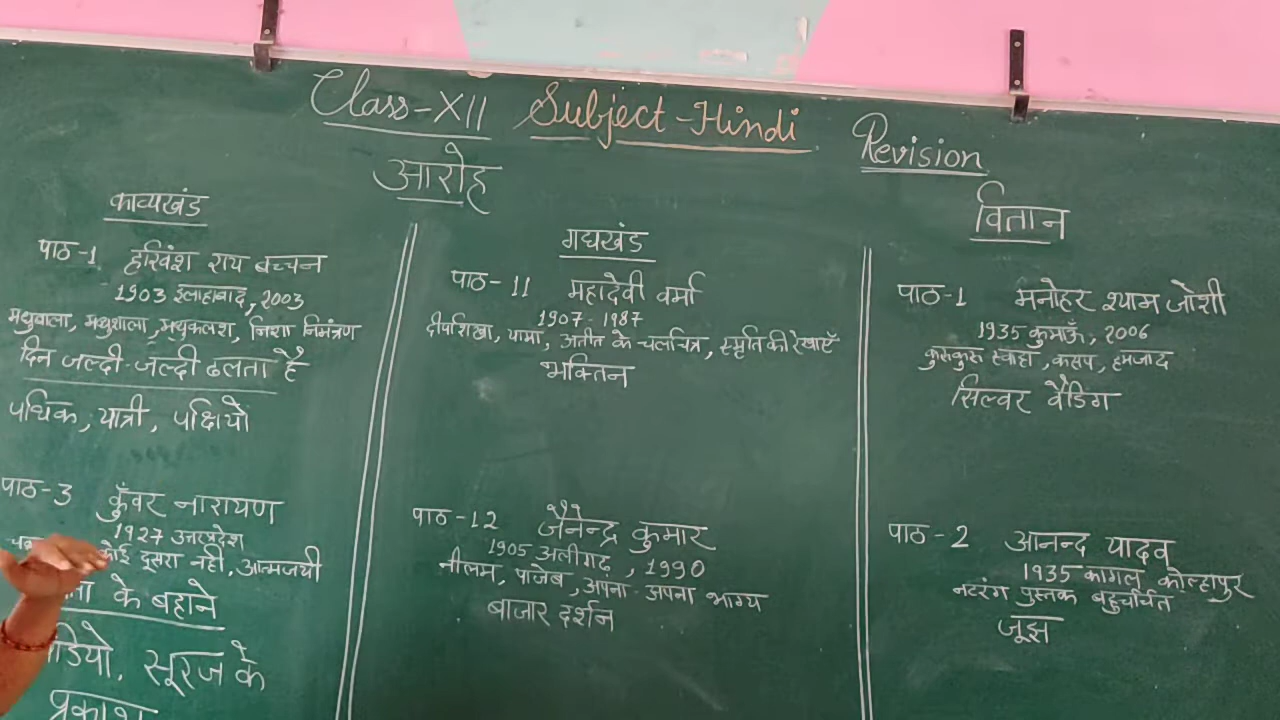 Class-XII Subject-Hindi Revision
आरोह
काव्यखंड
पाठ-1 हरिवंश राय बच्चन
1903 इलाहाबाद, 2003
मधुवाला, मधुशाला, मधुकलश, निशा निमंत्रण
दिन जल्दी-जल्दी ढलता है
पथिक, यात्री, पक्षियो
पाठ-3 कुँवर नारायण
1927 उत्तरप्रदेश
कोई दूसरा नही, आत्मजयी
के बहाने
सूरज के
प्रकाश
गद्यखंड
पाठ-11 महादेवी वर्मा
1907-1987
दीपशिखा, यामा, अतीत के चलचित्र, स्मृति की रेखाएँ
भक्तिन
पाठ-12 जैनेन्द्र कुमार
1905 अलीगढ़, 1990
नीलम, पाजेब, अपना-अपना भाग्य
बाजार दर्शन
वितान
पाठ-1 मनोहर श्याम जोशी
1935 कुमाऊँ, 2006
कुरुकुरु स्वाहा, कसप, हमजाद
सिल्वर वैडिंग
पाठ-2 आनन्द यादव
1935 कागल, कोल्हापुर
नटरंग पुस्तक बहुचर्चित
जूझ